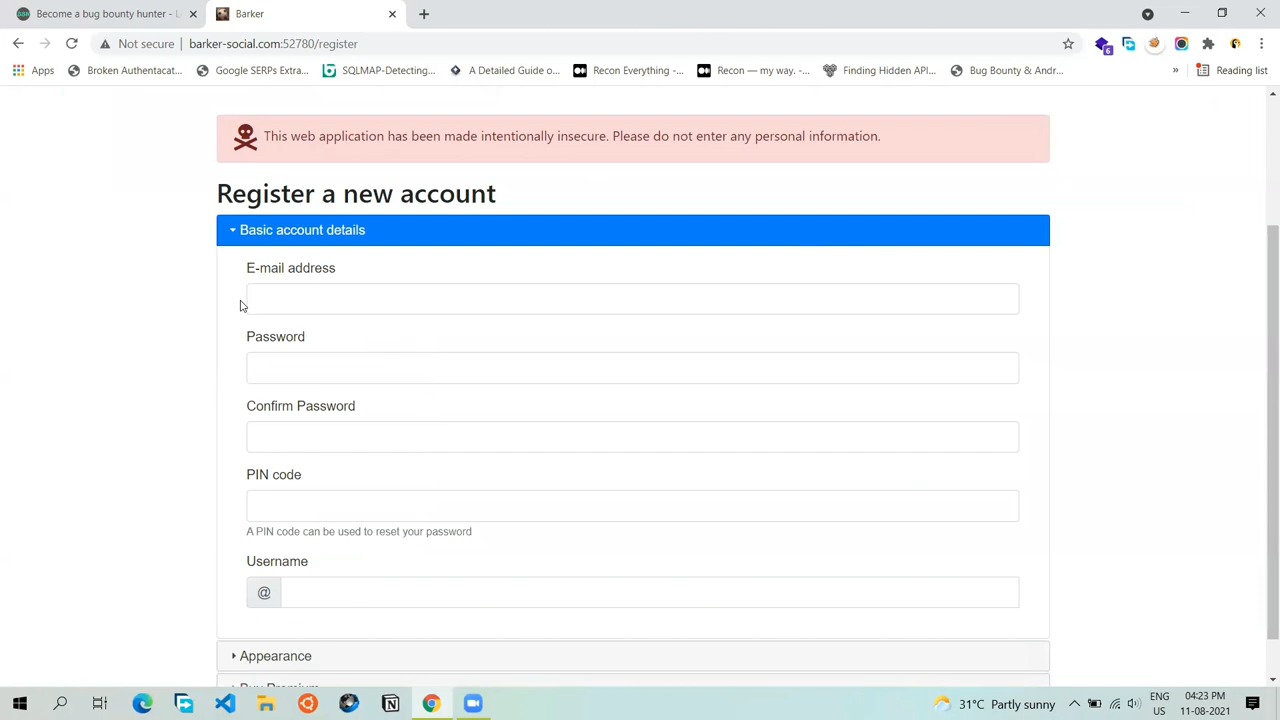 Become a bug bounty hunter - L
Barker
Not secure
barker-social.com:52780/register
6
Apps
Broken Authentacat...
Google SERPs Extra...
SQLMAP-Detecting...
A Detailed Guide o...
Recon Everything -...
Recon — my way. -...
Finding Hidden API...
Bug Bounty & Andr...
»
Reading list
This web application has been made intentionally insecure. Please do not enter any personal information.
Register a new account
Basic account details
E-mail address
Password
Confirm Password
PIN code
A PIN code can be used to reset your password
Username
@
Appearance
Buy Premium
31°C Partly sunny
ENG
US
04:23 PM
11-08-2021